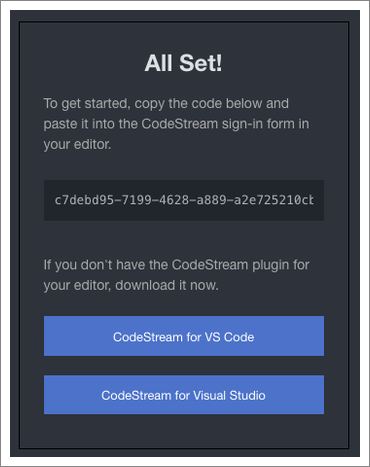 All Set!
To get started, copy the code below and
paste it into the CodeStream sign-in form in
your editor.
c7debd95-7199-4628-a889-a2e725210cb
If you don't have the CodeStream plugin for
your editor, download it now.
CodeStream for VS Code
CodeStream for Visual Studio